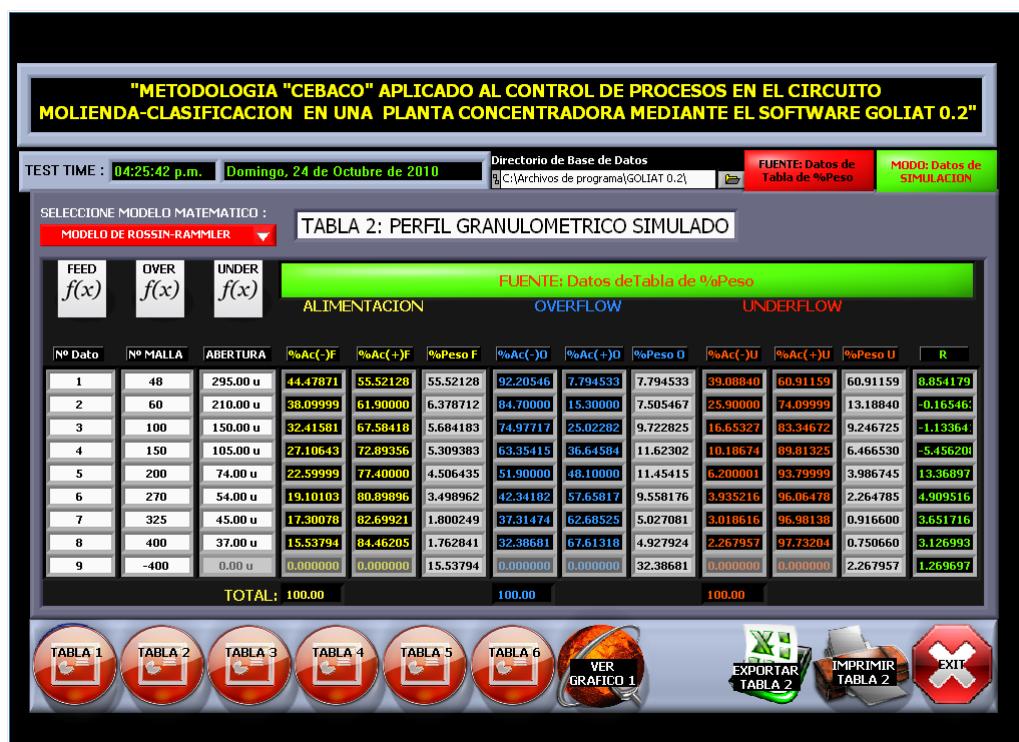 "METODOLOGIA "CEBACO" APLICADO AL CONTROL DE PROCESOS EN EL CIRCUITO
MOLIENDA-CLASIFICACION EN UNA PLANTA CONCENTRADORA MEDIANTE EL SOFTWARE GOLIAT 0.2"
TEST TIME : 04:25:42 p.m. Domingo, 24 de Octubre de 2010
Directorio de Base de Datos
C:\Archivos de programa\GOLIAT 0.2\
FUENTE: Datos de
Tabla de %Peso
MODO: Datos de
SIMULACION
SELECCIONE MODELO MATEMATICO :
MODELO DE ROSSIN-RAMMLER
TABLA 2: PERFIL GRANULOMETRICO SIMULADO
FEED OVER UNDER
f(x) f(x) f(x)
FUENTE: Datos deTabla de %Peso
ALIMENTACION OVERFLOW UNDERFLOW
Nº Dato Nº MALLA ABERTURA %Ac(-)F %Ac(+)F %Peso F %Ac(-)O %Ac(+)O %Peso O %Ac(-)U %Ac(+)U %Peso U R
1 48 295.00 u 44.47871 55.52128 55.52128 92.20546 7.794533 7.794533 39.08840 60.91159 60.91159 8.854179
2 60 210.00 u 38.09999 61.90000 6.378712 84.70000 15.30000 7.505467 25.90000 74.09999 13.18840 -0.16546
3 100 150.00 u 32.41581 67.58418 5.684183 74.97717 25.02282 9.722825 16.65327 83.34672 9.246725 -1.13364
4 150 105.00 u 27.10643 72.89356 5.309383 63.35415 36.64584 11.62302 10.18674 89.81325 6.466530 -5.45620
5 200 74.00 u 22.59999 77.40000 4.506435 51.90000 48.10000 11.45415 6.200001 93.79999 3.986745 13.36897
6 270 54.00 u 19.10103 80.89896 3.498962 42.34182 57.65817 9.558176 3.935216 96.06478 2.264785 4.909516
7 325 45.00 u 17.30078 82.69921 1.800249 37.31474 62.68525 5.027081 3.018616 96.98138 0.916600 3.651716
8 400 37.00 u 15.53794 84.46205 1.762841 32.38681 67.61318 4.927924 2.267957 97.73204 0.750660 3.126993
9 -400 0.00 u 0.000000 0.000000 15.53794 0.000000 0.000000 32.38681 0.000000 0.000000 2.267957 1.269697
TOTAL: 100.00 100.00 100.00
TABLA 1 TABLA 2 TABLA 3 TABLA 4 TABLA 5 TABLA 6
VER
GRAFICO 1
EXPORTAR
TABLA 2
IMPRIMIR
TABLA 2
EXIT